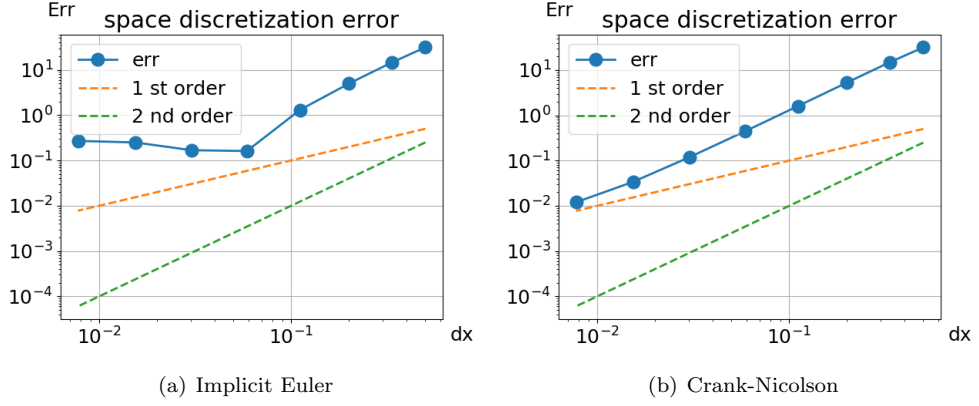 Err
space discretization error
err
1 st order
2 nd order
10^1
10^0
10^-1
10^-2
10^-3
10^-4
10^-2
10^-1
dx
(a) Implicit Euler
Err
space discretization error
err
1 st order
2 nd order
10^1
10^0
10^-1
10^-2
10^-3
10^-4
10^-2
10^-1
dx
(b) Crank-Nicolson